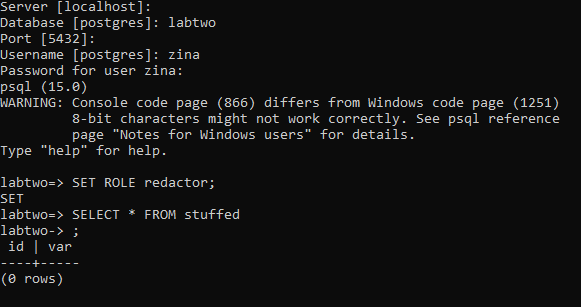 Server [localhost]:
Database [postgres]: labtwo
Port [5432]:
Username [postgres]: zina
Password for user zina:
psql (15.0)
WARNING: Console code page (866) differs from Windows code page (1251)
         8-bit characters might not work correctly. See psql reference
         page "Notes for Windows users" for details.
Type "help" for help.

labtwo=> SET ROLE redactor;
SET
labtwo=> SELECT * FROM stuffed
labtwo-> ;
 id | var
----+-----
(0 rows)